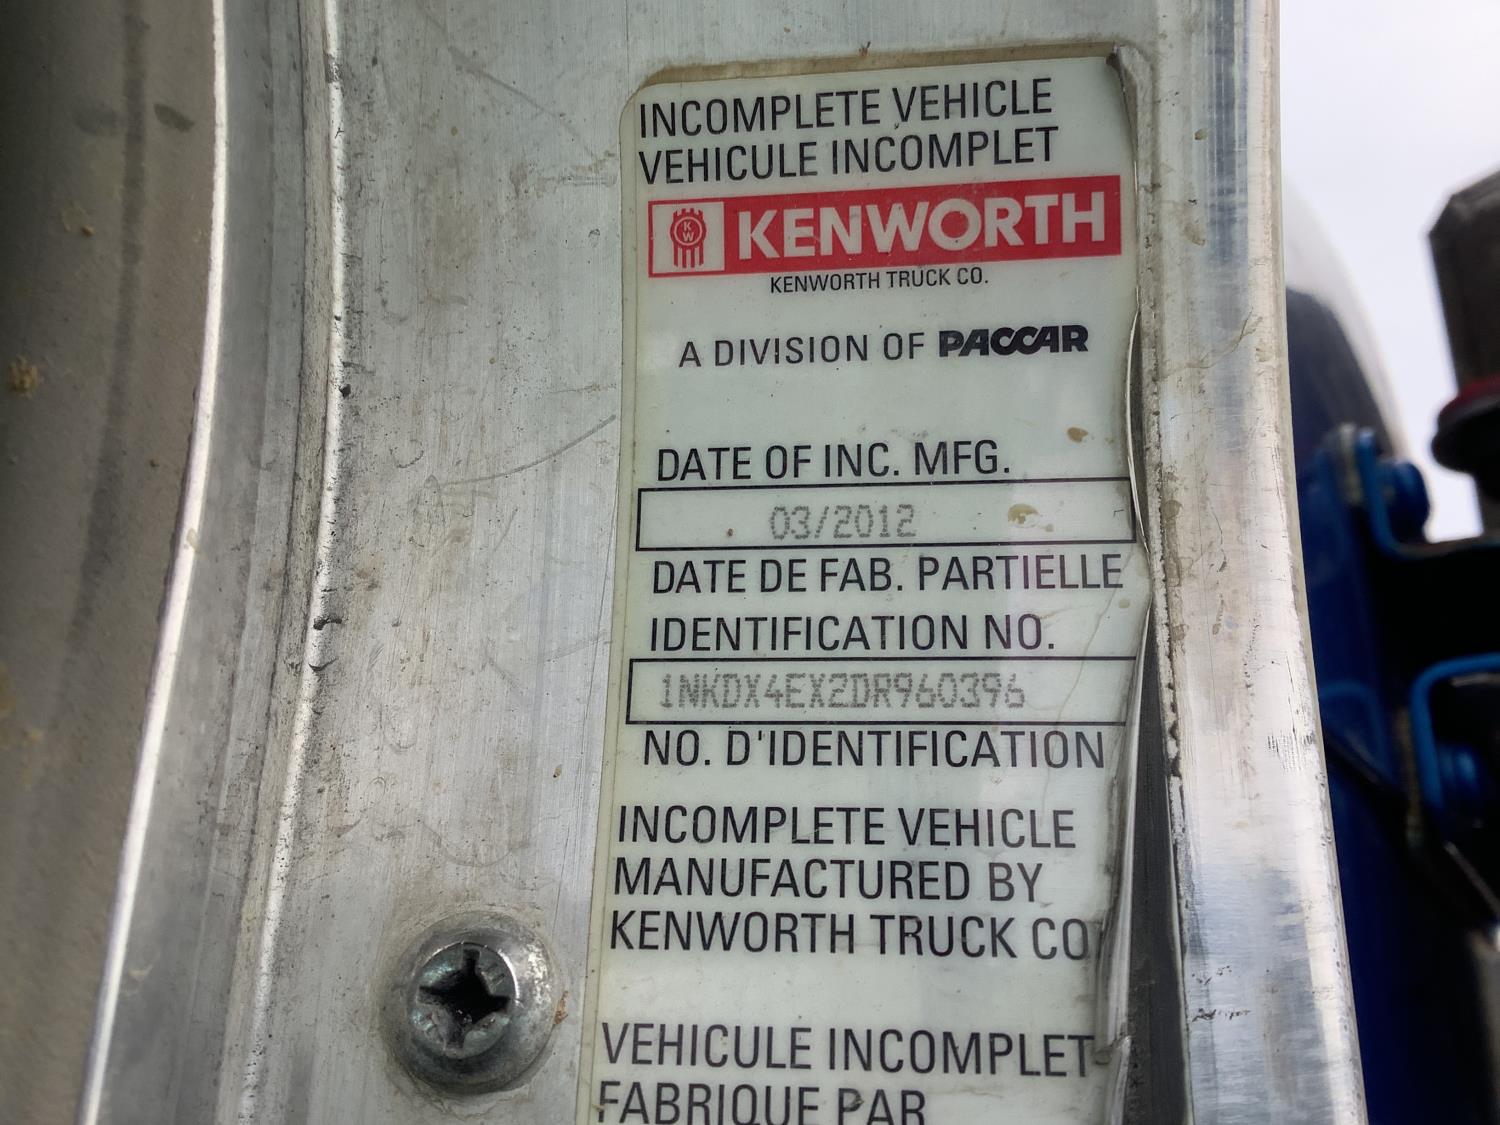 INCOMPLETE VEHICLE
VEHICULE INCOMPLET
KW KENWORTH
KENWORTH TRUCK CO.
A DIVISION OF PACCAR
DATE OF INC. MFG.
03/2012
DATE DE FAB. PARTIELLE
IDENTIFICATION NO.
1NKDX4EX2DR960396
NO. D'IDENTIFICATION
INCOMPLETE VEHICLE
MANUFACTURED BY
KENWORTH TRUCK CO
VEHICULE INCOMPLET
FABRIQUE PAR